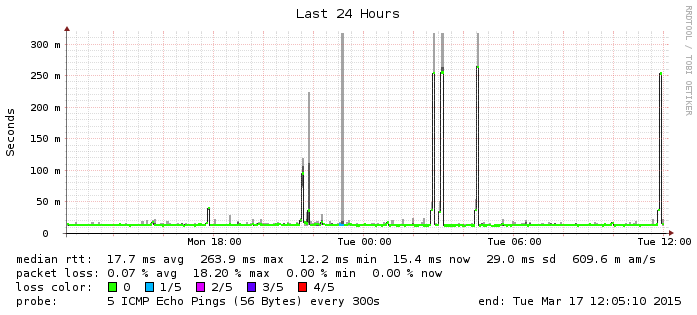 Last 24 Hours
RRDTOOL / TOBI OETIKER
Seconds
300 m
250 m
200 m
150 m
100 m
50 m
0
Mon 18:00 Tue 00:00 Tue 06:00 Tue 12:00
median rtt: 17.7 ms avg 263.9 ms max 12.2 ms min 15.4 ms now 29.0 ms sd 609.6 m am/s
packet loss: 0.07 % avg 18.20 % max 0.00 % min 0.00 % now
loss color: 0 1/5 2/5 3/5 4/5
probe: 5 ICMP Echo Pings (56 Bytes) every 300s end: Tue Mar 17 12:05:10 2015